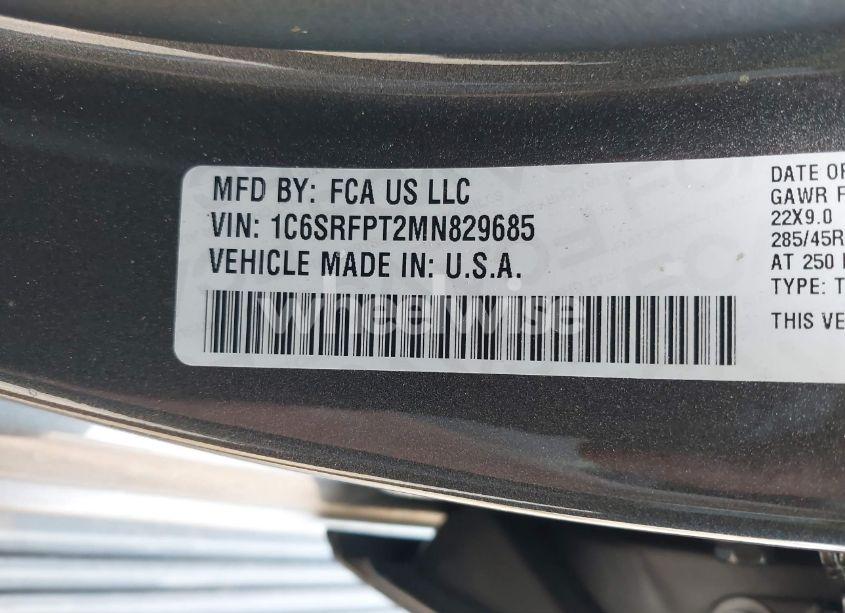 MFD BY: FCA US LLC
VIN: 1C6SRFPT2MN829685
VEHICLE MADE IN: U.S.A.
wheelwise
DATE OF
GAWR F
22X9.0
285/45R
AT 250
TYPE: T
THIS VE